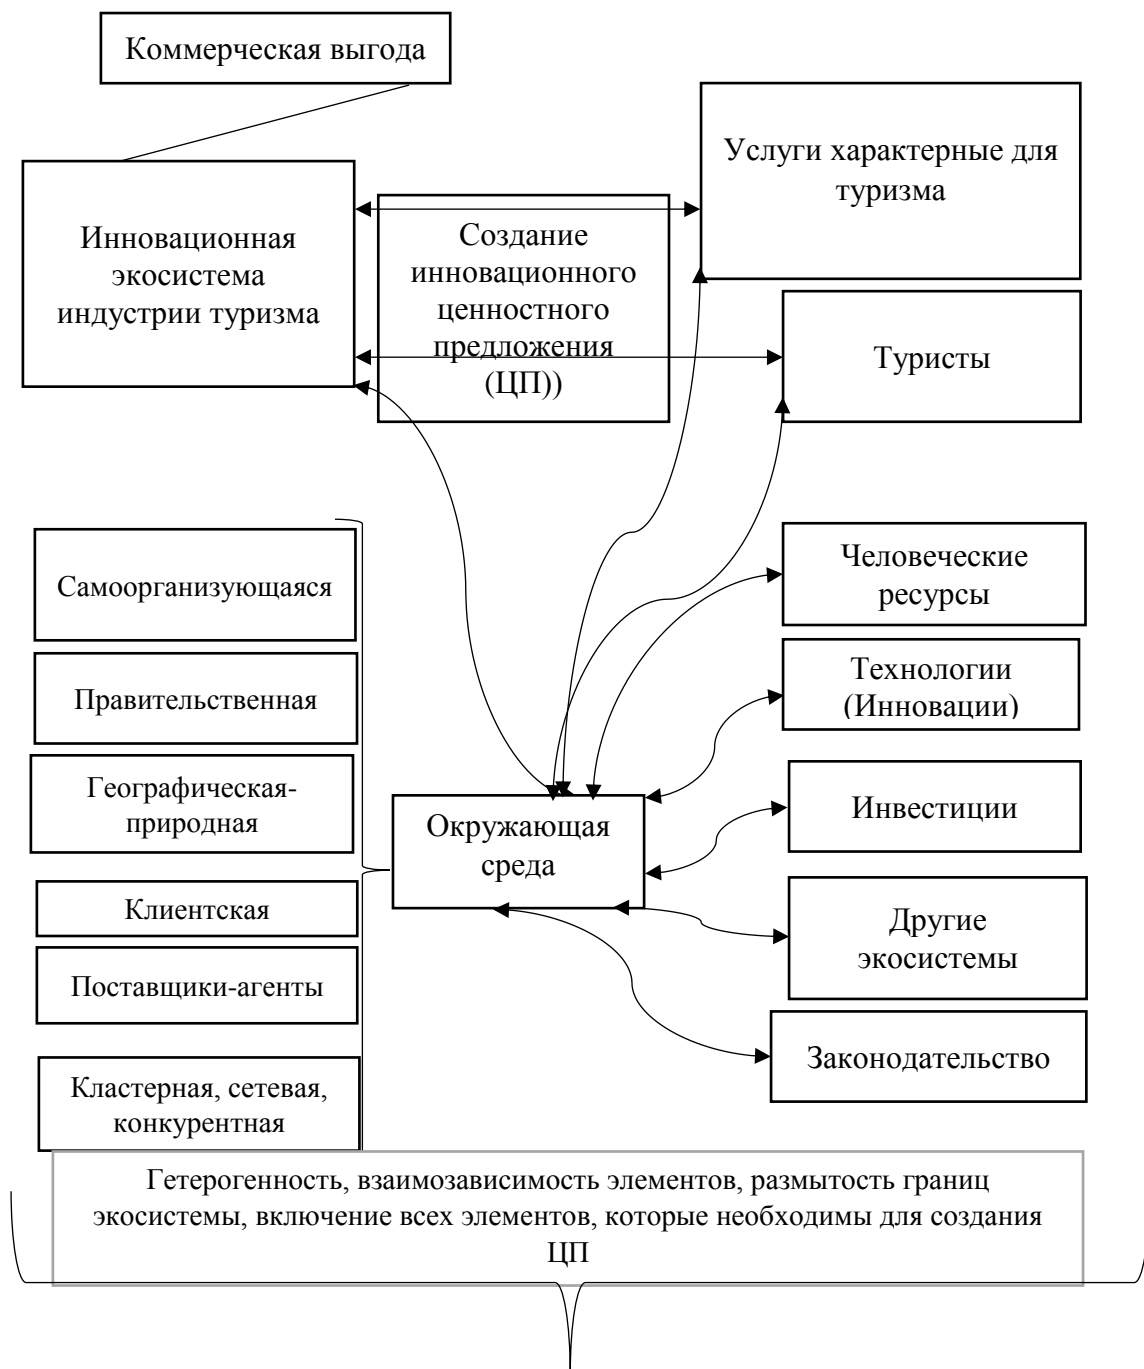 Коммерческая выгода
Услуги характерные для
туризма
Инновационная
экосистема
индустрии туризма
Создание
инновационного
ценностного
предложения
(ЦП))
Туристы
Самоорганизующаяся
Правительственная
Географическая-
природная
Клиентская
Поставщики-агенты
Кластерная, сетевая,
конкурентная
Окружающая
среда
Человеческие
ресурсы
Технологии
(Инновации)
Инвестиции
Другие
экосистемы
Законодательство
Гетерогенность, взаимозависимость элементов, размытость границ
экосистемы, включение всех элементов, которые необходимы для создания
ЦП